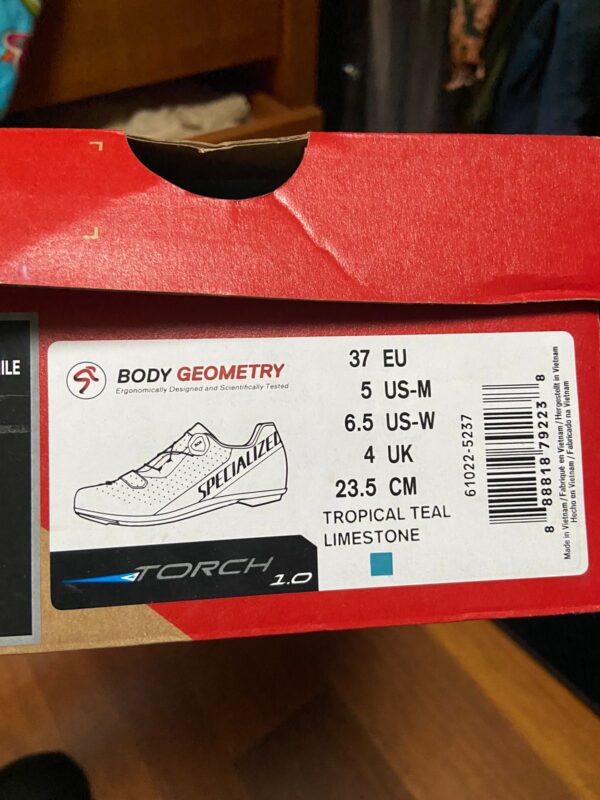 ILE
BODY GEOMETRY
Ergonomically Designed and Scientifically Tested
SPECIALIZED
TORCH 1.0
37 EU
5 US-M
6.5 US-W
4 UK
23.5 CM
TROPICAL TEAL
LIMESTONE
61022-5237
8 88818 79223 8
Made in Vietnam / Fabriqué en Vietnam / Hergestellt in Vietnam
Hecho en Vietnam / Fabricado na Vietnam